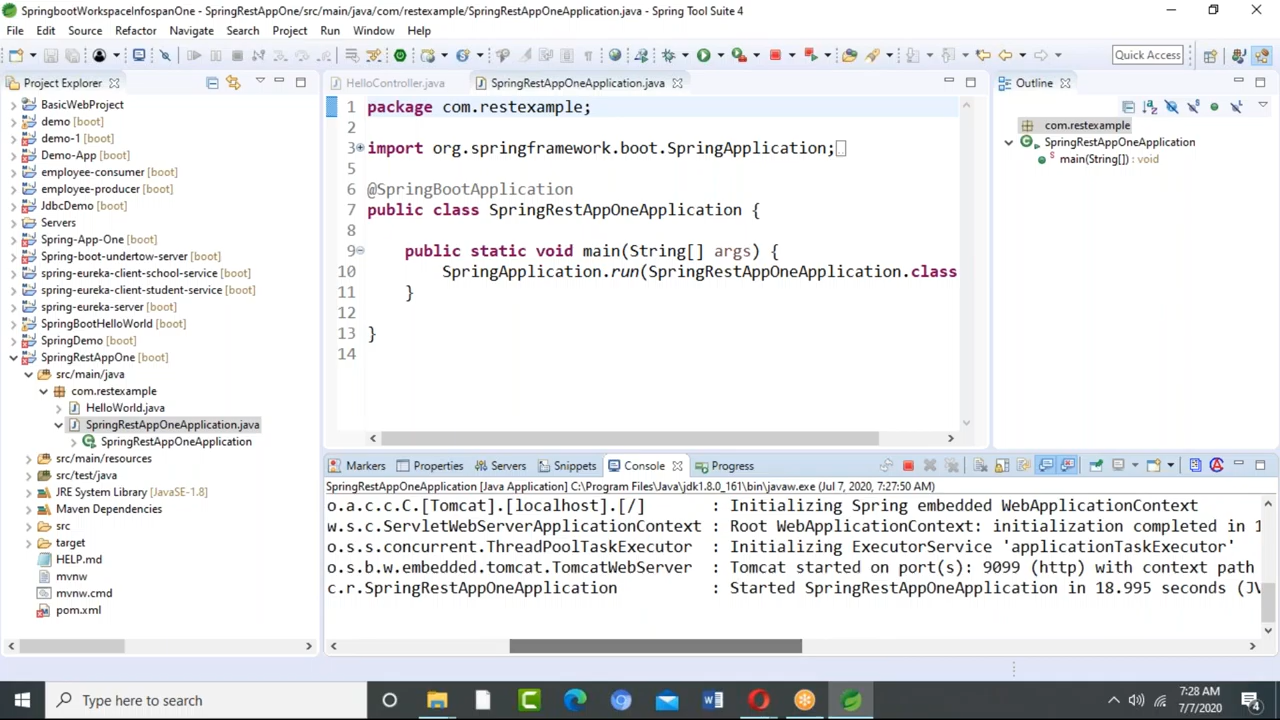 SpringbootWorkspaceInfospanOne - SpringRestAppOne/src/main/java/com/restexample/SpringRestAppOneApplication.java - Spring Tool Suite 4
File Edit Source Refactor Navigate Search Project Run Window Help
Quick Access
Project Explorer
BasicWebProject
demo [boot]
demo-1 [boot]
Demo-App [boot]
employee-consumer [boot]
employee-producer [boot]
JdbcDemo [boot]
Servers
Spring-App-One [boot]
Spring-boot-undertow-server [boot]
spring-eureka-client-school-service [boot]
spring-eureka-client-student-service [boot]
spring-eureka-server [boot]
SpringBootHelloWorld [boot]
SpringDemo [boot]
SpringRestAppOne [boot]
src/main/java
com.restexample
HelloWorld.java
SpringRestAppOneApplication.java
SpringRestAppOneApplication
src/main/resources
src/test/java
JRE System Library [JavaSE-1.8]
Maven Dependencies
src
target
HELP.md
mvnw
mvnw.cmd
pom.xml
HelloController.java SpringRestAppOneApplication.java
1 package com.restexample;
2
3 import org.springframework.boot.SpringApplication;
5
6 @SpringBootApplication
7 public class SpringRestAppOneApplication {
8
9 public static void main(String[] args) {
10 SpringApplication.run(SpringRestAppOneApplication.class
11 }
12
13 }
14
Outline
com.restexample
SpringRestAppOneApplication
main(String[]) : void
Markers Properties Servers Snippets Console Progress
SpringRestAppOneApplication [Java Application] C:\Program Files\Java\jdk1.8.0_161\bin\javaw.exe (Jul 7, 2020, 7:27:50 AM)
o.a.c.c.C.[Tomcat].[localhost].[/] : Initializing Spring embedded WebApplicationContext
w.s.c.ServletWebServerApplicationContext : Root WebApplicationContext: initialization completed in 1
o.s.s.concurrent.ThreadPoolTaskExecutor : Initializing ExecutorService 'applicationTaskExecutor'
o.s.b.w.embedded.tomcat.TomcatWebServer : Tomcat started on port(s): 9099 (http) with context path
c.r.SpringRestAppOneApplication : Started SpringRestAppOneApplication in 18.995 seconds (JV
Type here to search
7:28 AM
7/7/2020
4